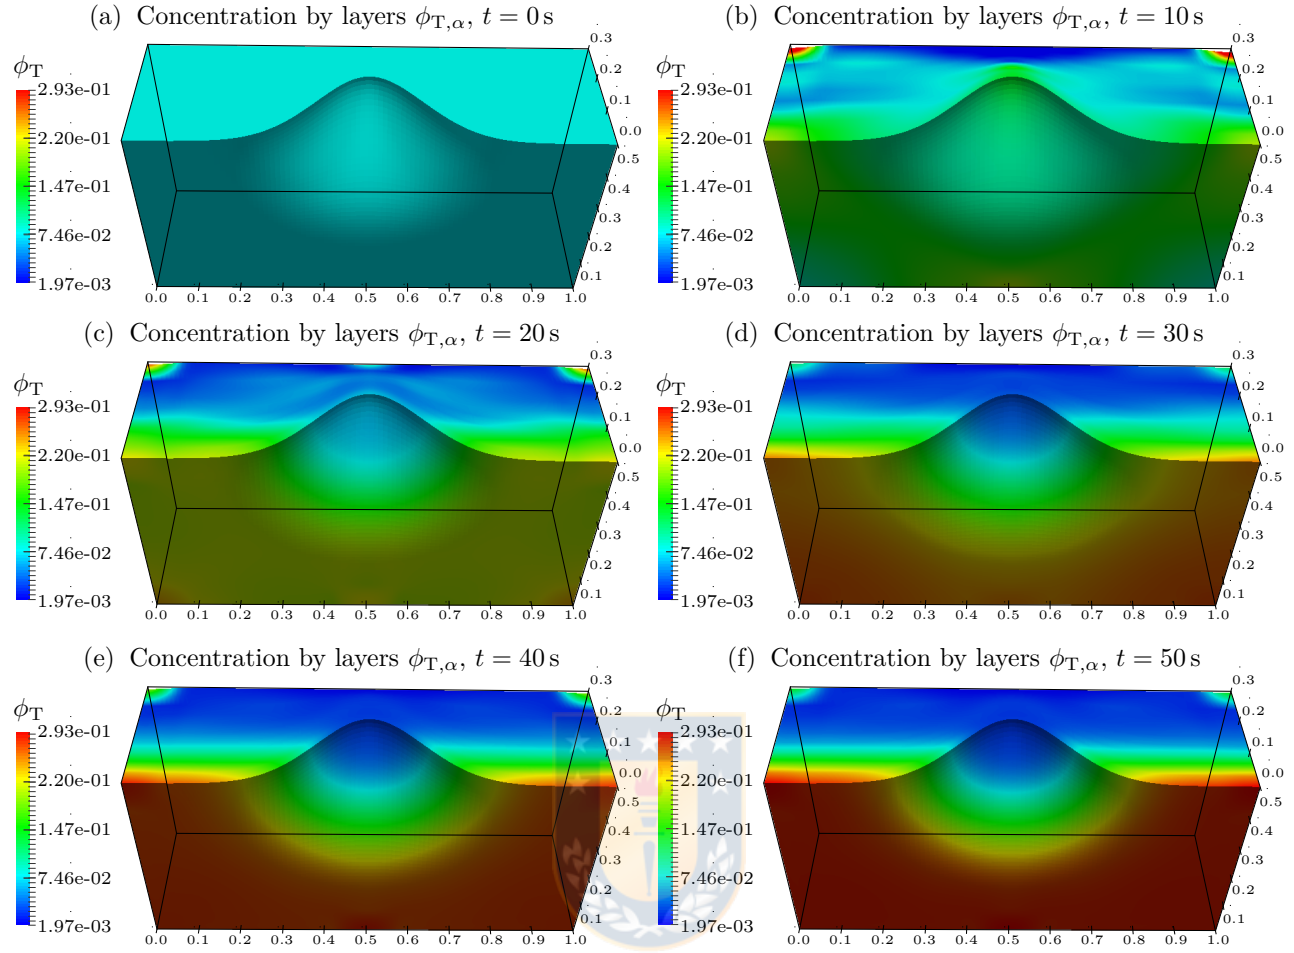 (a) Concentration by layers ϕT,α, t = 0 s
ϕT
2.93e-01
2.20e-01
1.47e-01
7.46e-02
1.97e-03
0.3
0.2
0.1
0.0
0.5
0.4
0.3
0.2
0.1
0.0 0.1 0.2 0.3 0.4 0.5 0.6 0.7 0.8 0.9 1.0
(b) Concentration by layers ϕT,α, t = 10 s
ϕT
2.93e-01
2.20e-01
1.47e-01
7.46e-02
1.97e-03
0.3
0.2
0.1
0.0
0.5
0.4
0.3
0.2
0.1
0.0 0.1 0.2 0.3 0.4 0.5 0.6 0.7 0.8 0.9 1.0
(c) Concentration by layers ϕT,α, t = 20 s
ϕT
2.93e-01
2.20e-01
1.47e-01
7.46e-02
1.97e-03
0.3
0.2
0.1
0.0
0.5
0.4
0.3
0.2
0.1
0.0 0.1 0.2 0.3 0.4 0.5 0.6 0.7 0.8 0.9 1.0
(d) Concentration by layers ϕT,α, t = 30 s
ϕT
2.93e-01
2.20e-01
1.47e-01
7.46e-02
1.97e-03
0.3
0.2
0.1
0.0
0.5
0.4
0.3
0.2
0.1
0.0 0.1 0.2 0.3 0.4 0.5 0.6 0.7 0.8 0.9 1.0
(e) Concentration by layers ϕT,α, t = 40 s
ϕT
2.93e-01
2.20e-01
1.47e-01
7.46e-02
1.97e-03
0.3
0.2
0.1
0.0
0.5
0.4
0.3
0.2
0.1
0.0 0.1 0.2 0.3 0.4 0.5 0.6 0.7 0.8 0.9 1.0
(f) Concentration by layers ϕT,α, t = 50 s
ϕT
2.93e-01
2.20e-01
1.47e-01
7.46e-02
1.97e-03
0.3
0.2
0.1
0.0
0.5
0.4
0.3
0.2
0.1
0.0 0.1 0.2 0.3 0.4 0.5 0.6 0.7 0.8 0.9 1.0